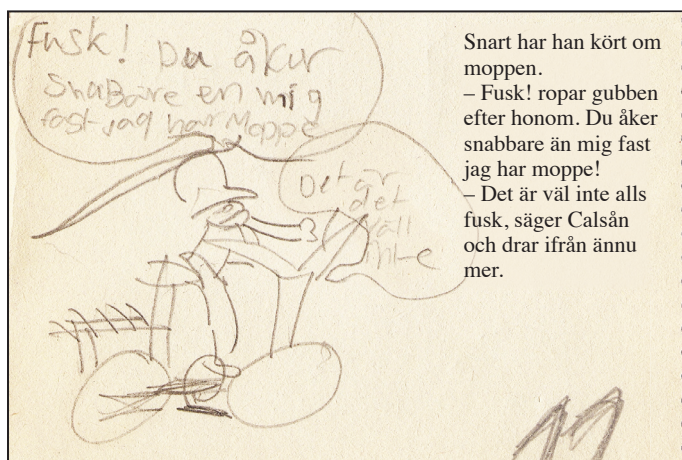 Fusk! Du åkur
snaBare en mig
fast jag har Moppe
Det är
det
väll
inte
Snart har han kört om
moppen.
– Fusk! ropar gubben
efter honom. Du åker
snabbare än mig fast
jag har moppe!
– Det är väl inte alls
fusk, säger Calsån
och drar ifrån ännu
mer.
11